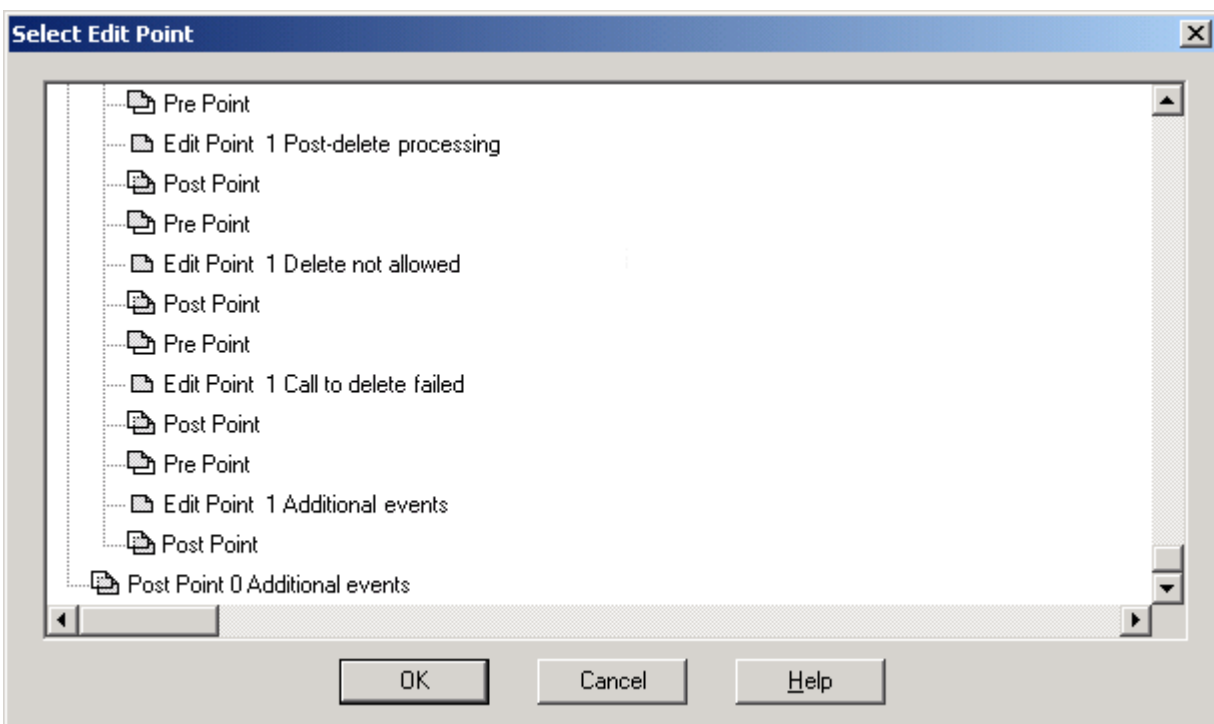 Select Edit Point
Pre Point
Edit Point 1 Post-delete processing
Post Point
Pre Point
Edit Point 1 Delete not allowed
Post Point
Pre Point
Edit Point 1 Call to delete failed
Post Point
Pre Point
Edit Point 1 Additional events
Post Point
Post Point 0 Additional events
OK Cancel Help